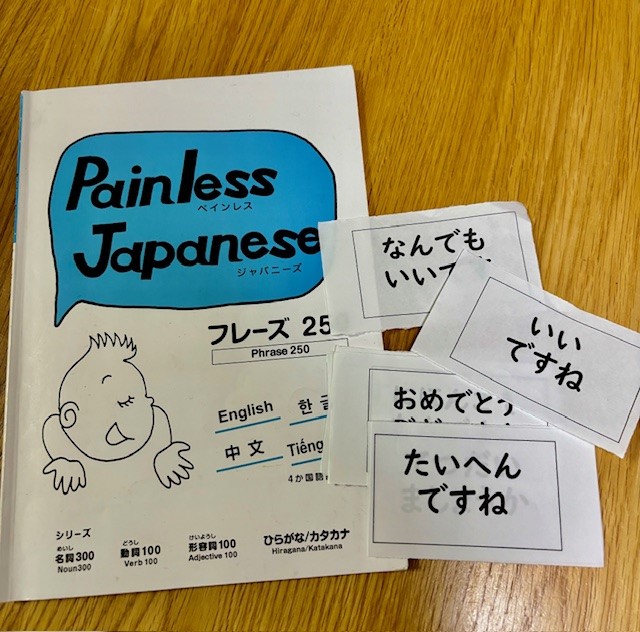 Painless
ペインレス
Japanese
ジャパニーズ
フレーズ 25
Phrase 250
English
中文
4か国語
シリーズ
めいし
名詞300
Noun300
どうし
動詞100
Verb 100
けいようし
形容詞100
Adjective 100
ひらがな/カタカナ
Hiragana/Katakana
なんでも
いい
いい
ですね
おめでとう
たいへん
ですね